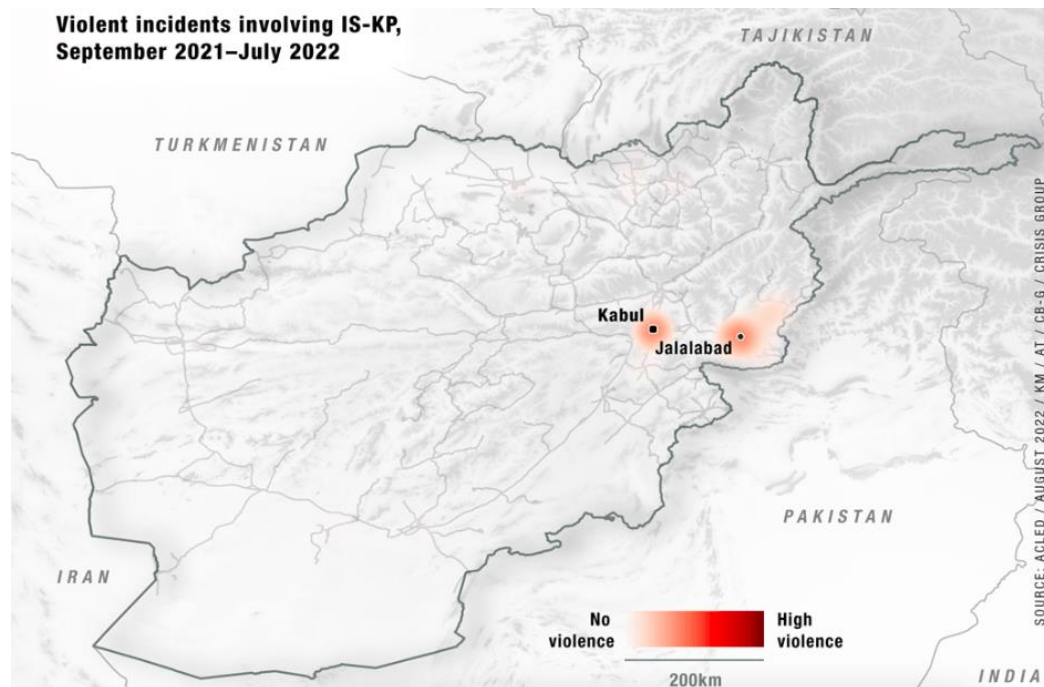 Violent incidents involving IS-KP,
September 2021–July 2022
TAJIKISTAN
TURKMENISTAN
Kabul
Jalalabad
PAKISTAN
IRAN
No
violence
High
violence
200km
INDIA
SOURCE: ACLED / AUGUST 2022 / KM / AT / CB-G / CRISIS GROUP